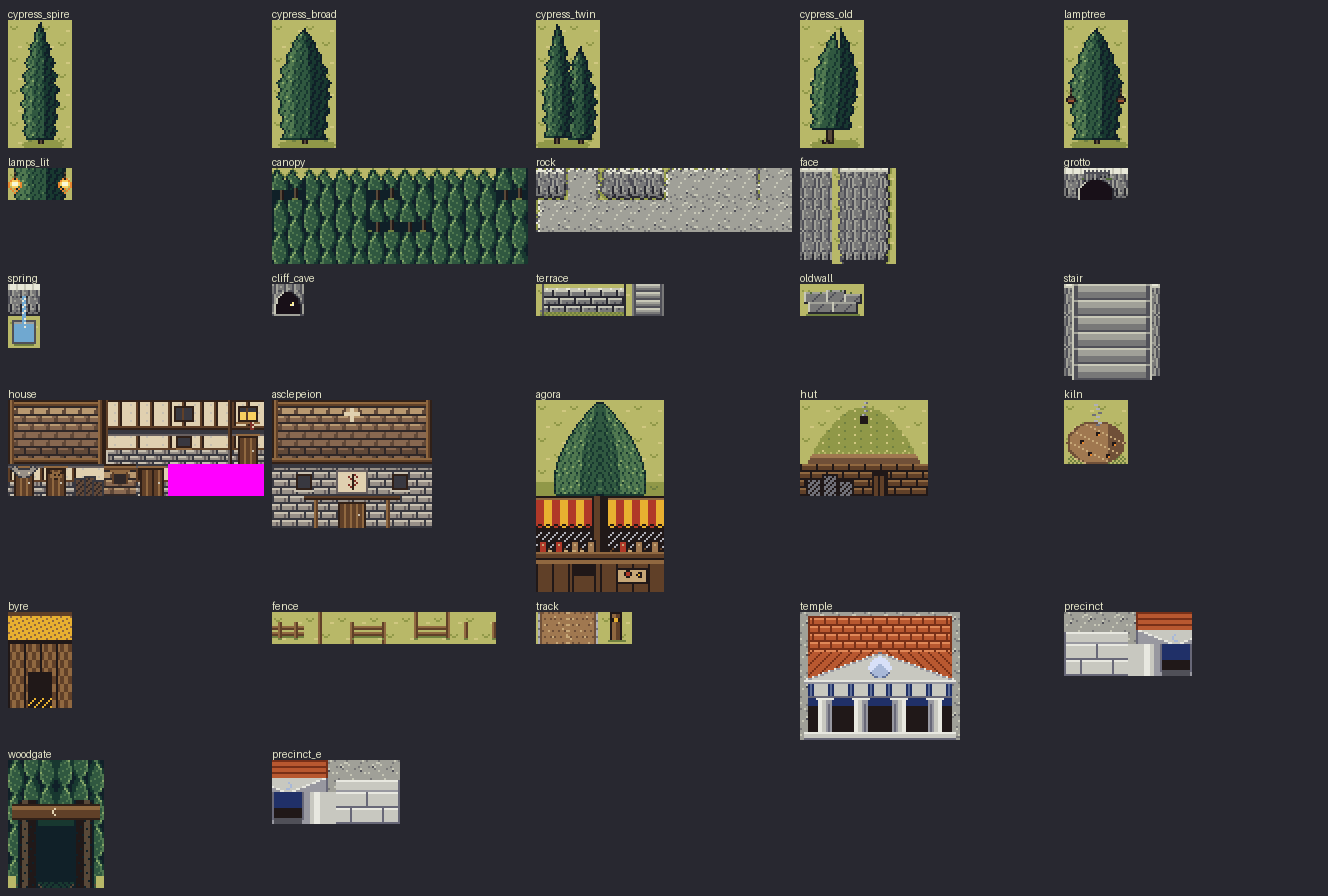 cypress_spire
cypress_broad
cypress_twin
cypress_old
lamptree
lamps_lit
canopy
rock
face
grotto
spring
cliff_cave
terrace
oldwall
stair
house
asclepeion
agora
hut
kiln
byre
fence
track
temple
precinct
woodgate
precinct_e